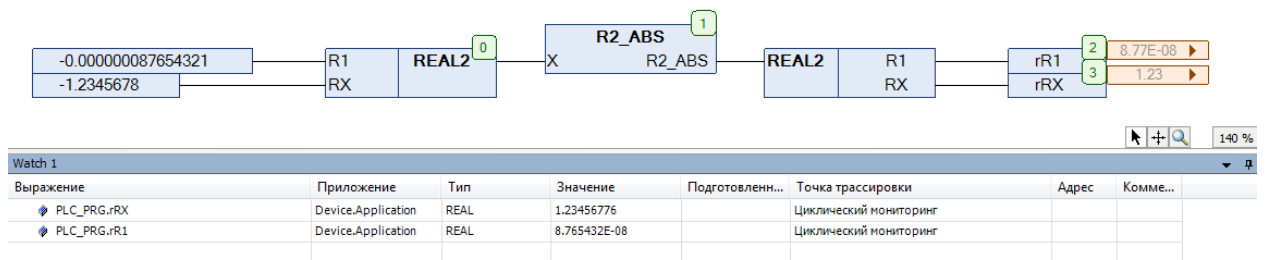 R2_ABS 1
-0.000000087654321 R1 REAL2 0 X R2_ABS REAL2 R1 rR1 2 8.77E-08
-1.2345678 RX RX rRX 3 1.23
140 %
Watch 1
Выражение Приложение Тип Значение Подготовленн... Точка трассировки Адрес Комме...
PLC_PRG.rRX Device.Application REAL 1.23456776 Циклический мониторинг
PLC_PRG.rR1 Device.Application REAL 8.765432E-08 Циклический мониторинг